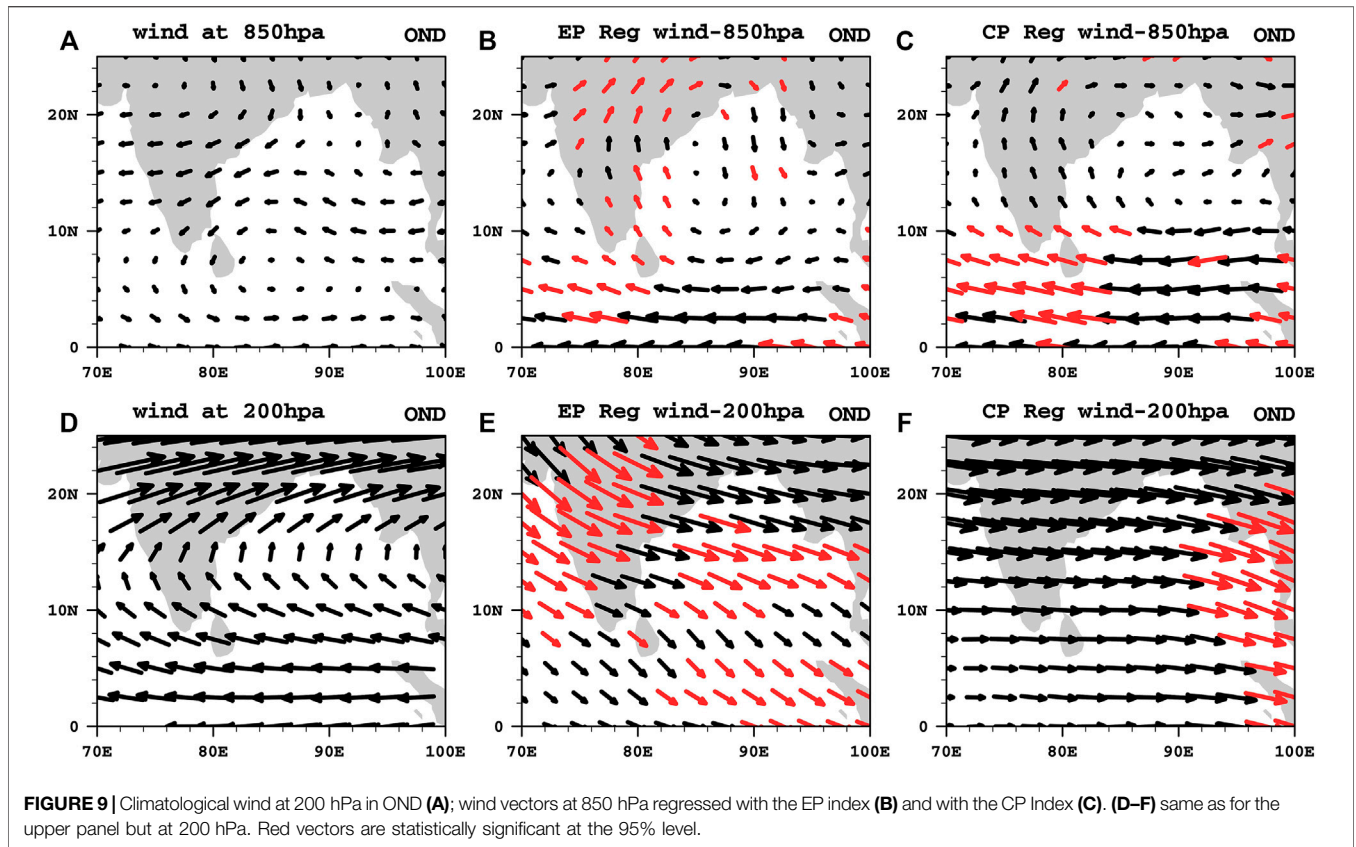 A wind at 850hpa OND
B EP Reg wind-850hpa OND
C CP Reg wind-850hpa OND
20N 20N 20N
10N 10N 10N
0 0 0
70E 80E 90E 100E 70E 80E 90E 100E 70E 80E 90E 100E
D wind at 200hpa OND
E EP Reg wind-200hpa OND
F CP Reg wind-200hpa OND
20N 20N 20N
10N 10N 10N
0 0 0
70E 80E 90E 100E 70E 80E 90E 100E 70E 80E 90E 100E
FIGURE 9 | Climatological wind at 200 hPa in OND (A); wind vectors at 850 hPa regressed with the EP index (B) and with the CP Index (C). (D–F) same as for the
upper panel but at 200 hPa. Red vectors are statistically significant at the 95% level.